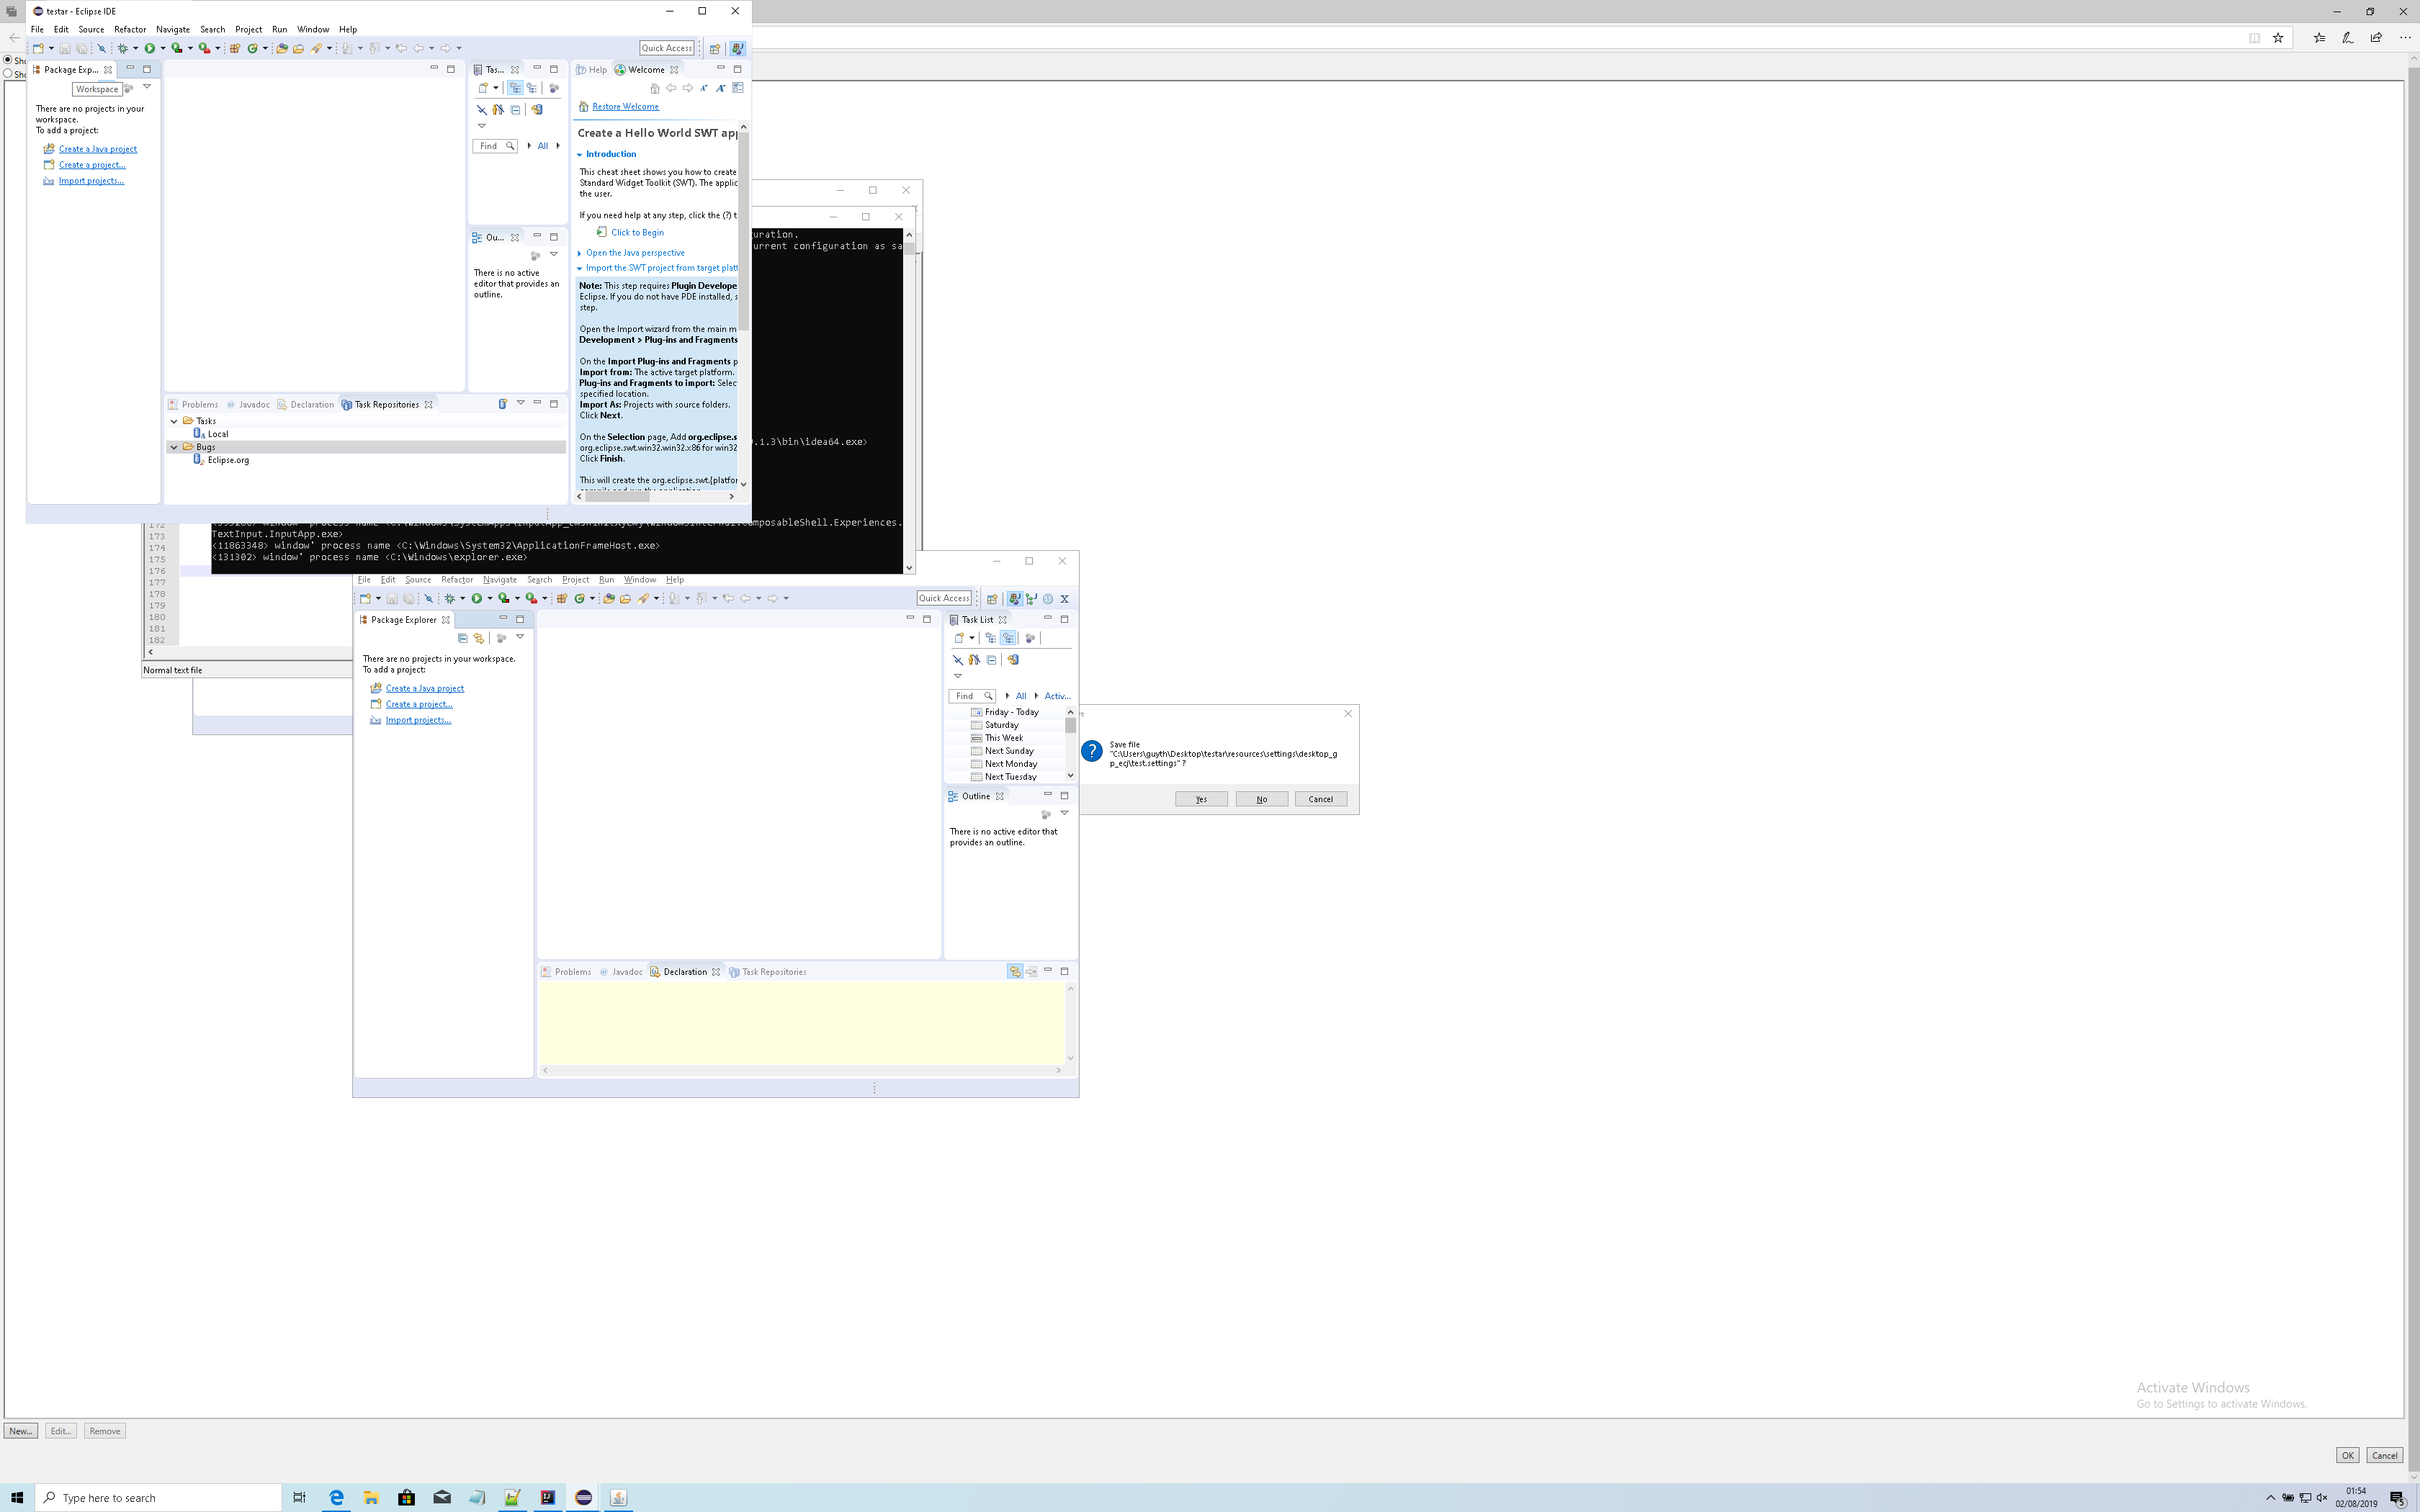 testar - Eclipse IDE
File Edit Source Refactor Navigate Search Project Run Window Help
Quick Access
Package Exp...
Workspace
There are no projects in your
workspace.
To add a project:
Create a Java project
Create a project...
Import projects...
Tas...
Find
All
Ou...
There is no active
editor that provides an
outline.
Help Welcome
Restore Welcome
Create a Hello World SWT app
Introduction
This cheat sheet shows you how to create
Standard Widget Toolkit (SWT). The applic
the user.
If you need help at any step, click the (?) t
Click to Begin
Open the Java perspective
Import the SWT project from target platf
Note: This step requires Plugin Develope
Eclipse. If you do not have PDE installed, s
step.
Open the Import wizard from the main m
Development > Plug-ins and Fragments
On the Import Plug-ins and Fragments p
Import from: The active target platform.
Plug-ins and Fragments to import: Selec
specified location.
Import As: Projects with source folders.
Click Next.
On the Selection page, Add org.eclipse.s
org.eclipse.swt.win32.win32.x86 for win32
Click Finish.
This will create the org.eclipse.swt.{platfor
Problems Javadoc Declaration Task Repositories
Tasks
Local
Bugs
Eclipse.org
uration.
urrent configuration as sa
.1.3\bin\idea64.exe>
TextInput.InputApp.exe>
<11863348> window' process name <C:\Windows\System32\ApplicationFrameHost.exe>
<131302> window' process name <C:\Windows\explorer.exe>
172
173
174
175
176
177
178
179
180
181
182
Normal text file
File Edit Source Refactor Navigate Search Project Run Window Help
Quick Access
Package Explorer
There are no projects in your workspace.
To add a project:
Create a Java project
Create a project...
Import projects...
Task List
Find
All
Activ...
Friday - Today
Saturday
This Week
Next Sunday
Next Monday
Next Tuesday
Outline
There is no active editor that
provides an outline.
Problems Javadoc Declaration Task Repositories
Save file
"C:\Users\guyth\Desktop\testar\resources\settings\desktop_g
p_ecj\test.settings" ?
Yes No Cancel
Activate Windows
Go to Settings to activate Windows.
New... Edit... Remove
OK Cancel
Type here to search
01:54
02/08/2019
5